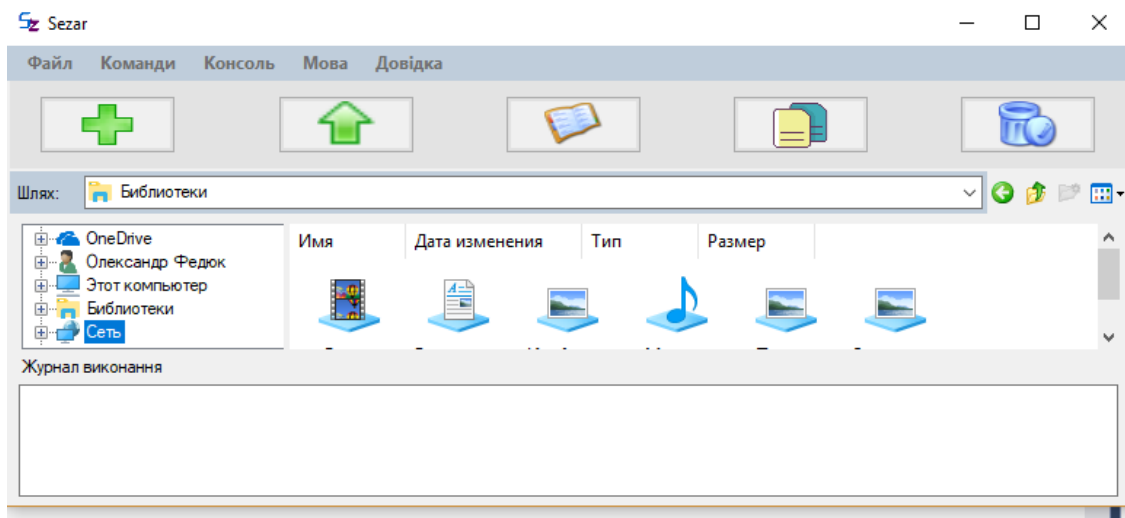 Sezar
Файл Команди Консоль Мова Довідка
Шлях: Библиотеки
OneDrive
Олександр Федюк
Этот компьютер
Библиотеки
Сеть
Имя Дата изменения Тип Размер
Журнал виконання